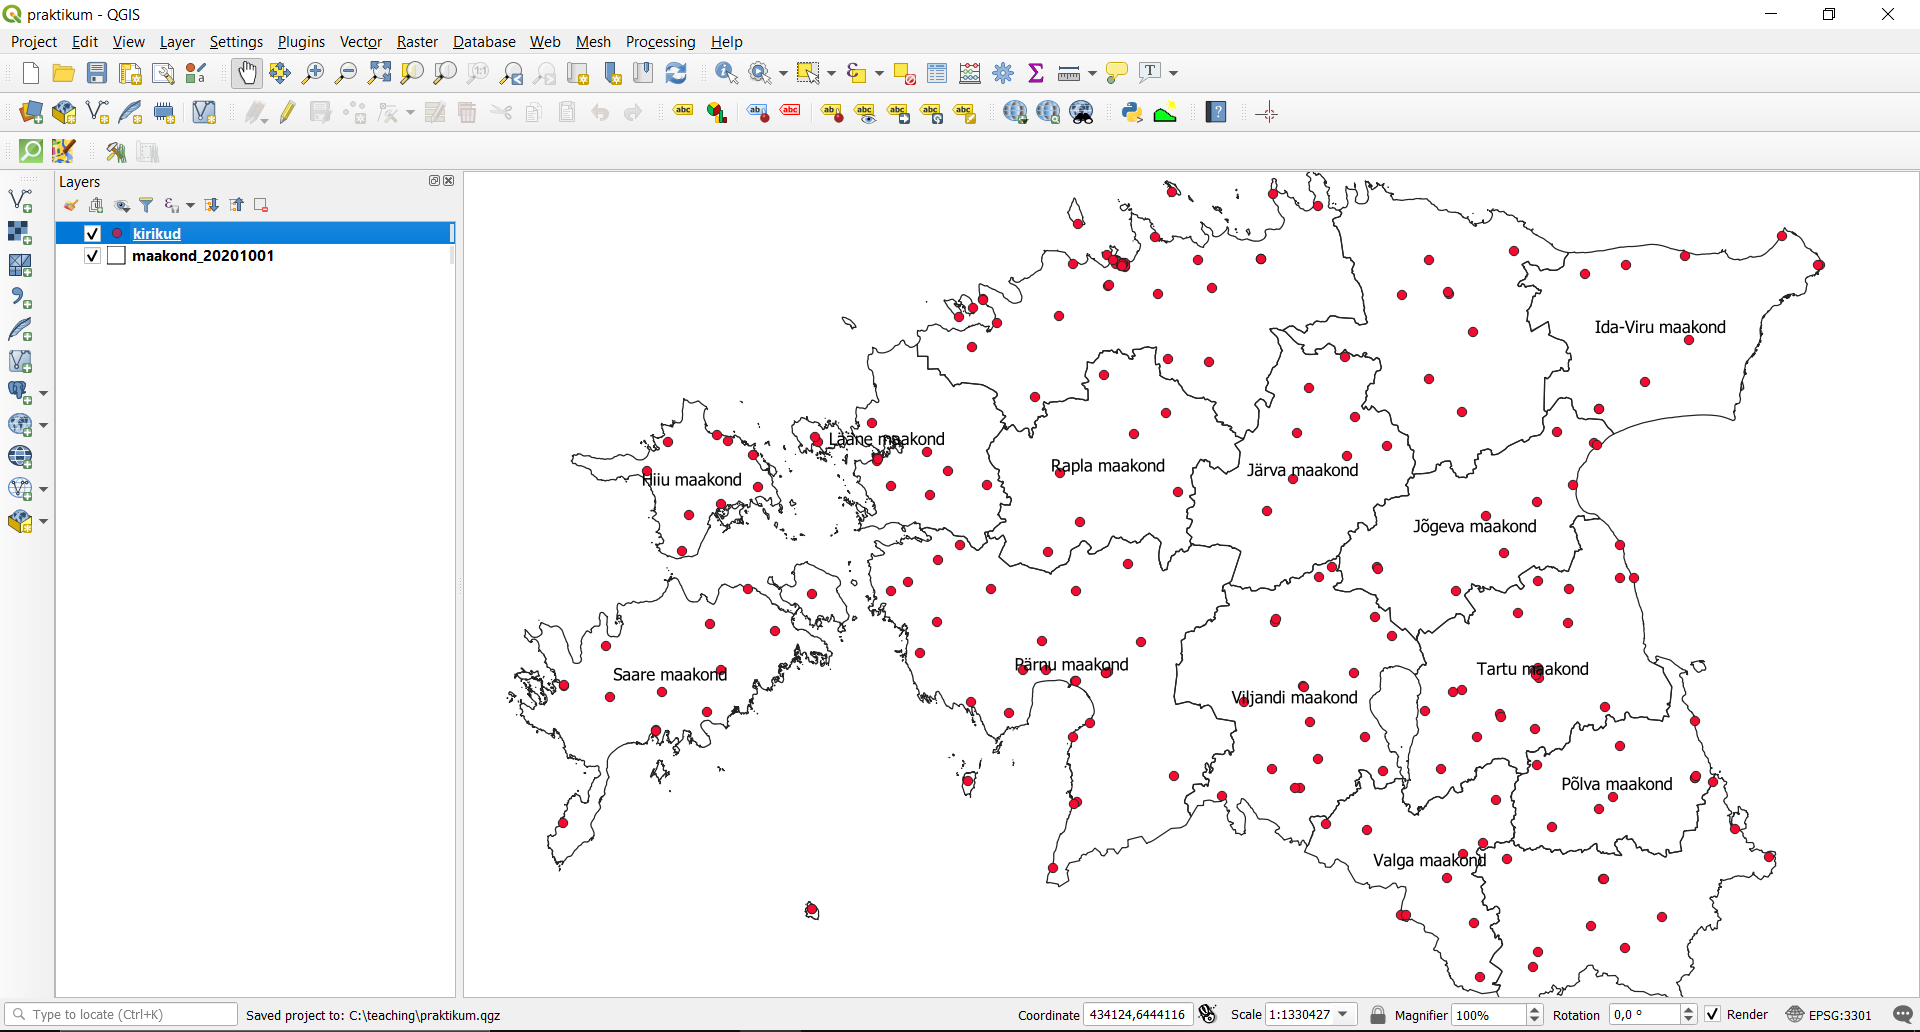 praktikum - QGIS
Project Edit View Layer Settings Plugins Vector Raster Database Web Mesh Processing Help
Layers
kirikud
maakond_20201001
Ida-Viru maakond
Lääne maakond
Rapla maakond
Järva maakond
Hiiu maakond
Jõgeva maakond
Pärnu maakond
Tartu maakond
Saare maakond
Viljandi maakond
Põlva maakond
Valga maakond
Type to locate (Ctrl+K) Saved project to: C:\teaching\praktikum.qgz Coordinate 434124,6444116 Scale 1:1330427 Magnifier 100% Rotation 0,0 ° Render EPSG:3301